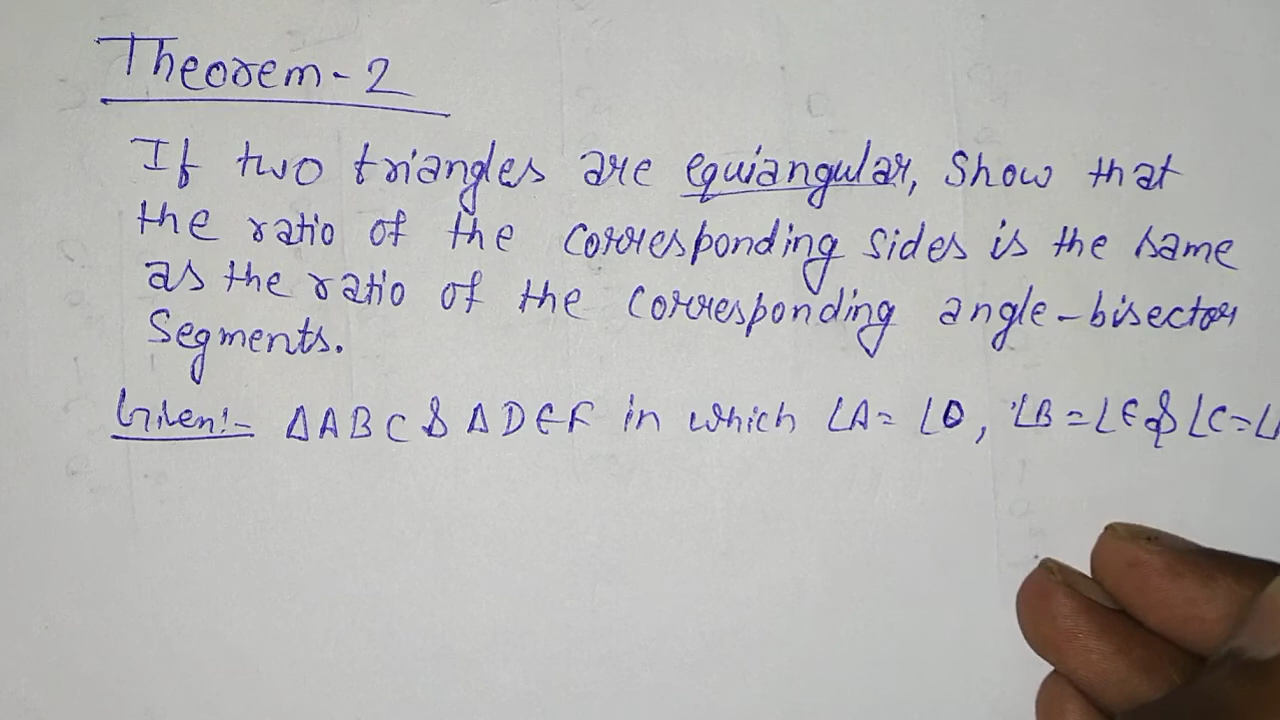 Theorem-2
If two triangles are equiangular, Show that
the ratio of the corresponding sides is the same
as the ratio of the corresponding angle-bisector
Segments.
Given:- ΔABC & ΔDEF in which ∠A= ∠D, ∠B=∠E & ∠C=∠